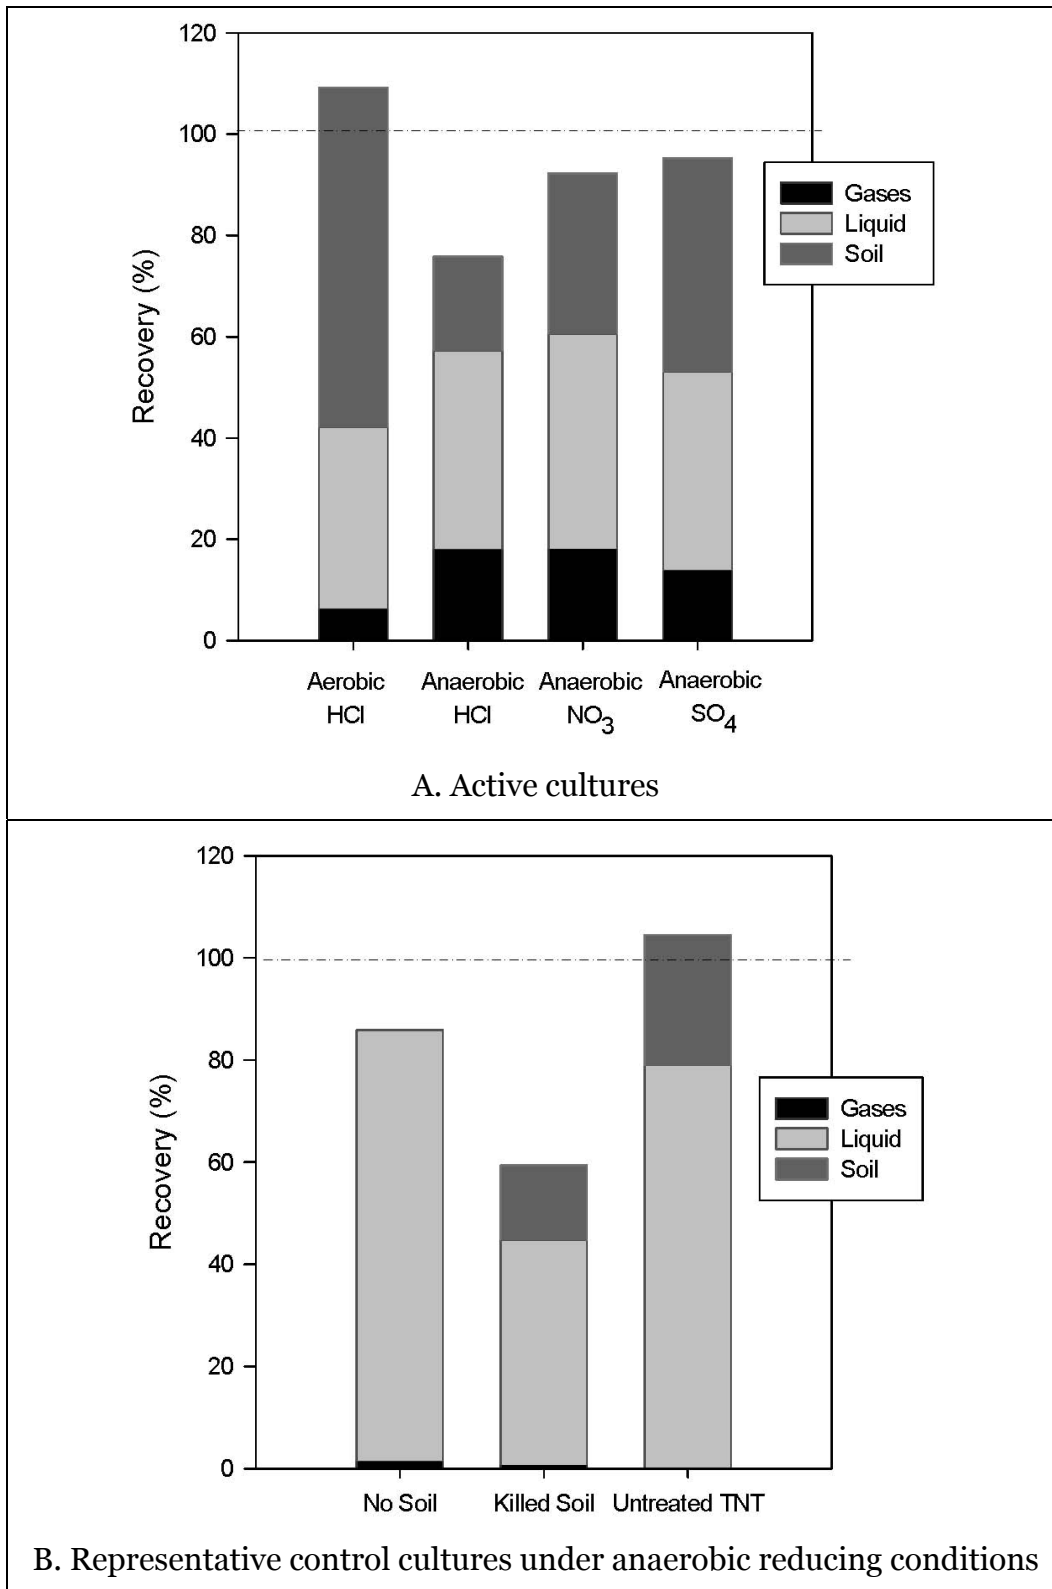 120
100
80
60
40
20
0
Recovery (%)
Gases
Liquid
Soil
Aerobic Anaerobic Anaerobic Anaerobic
HCl HCl NO3 SO4
A. Active cultures
120
100
80
60
40
20
0
Recovery (%)
Gases
Liquid
Soil
No Soil Killed Soil Untreated TNT
B. Representative control cultures under anaerobic reducing conditions